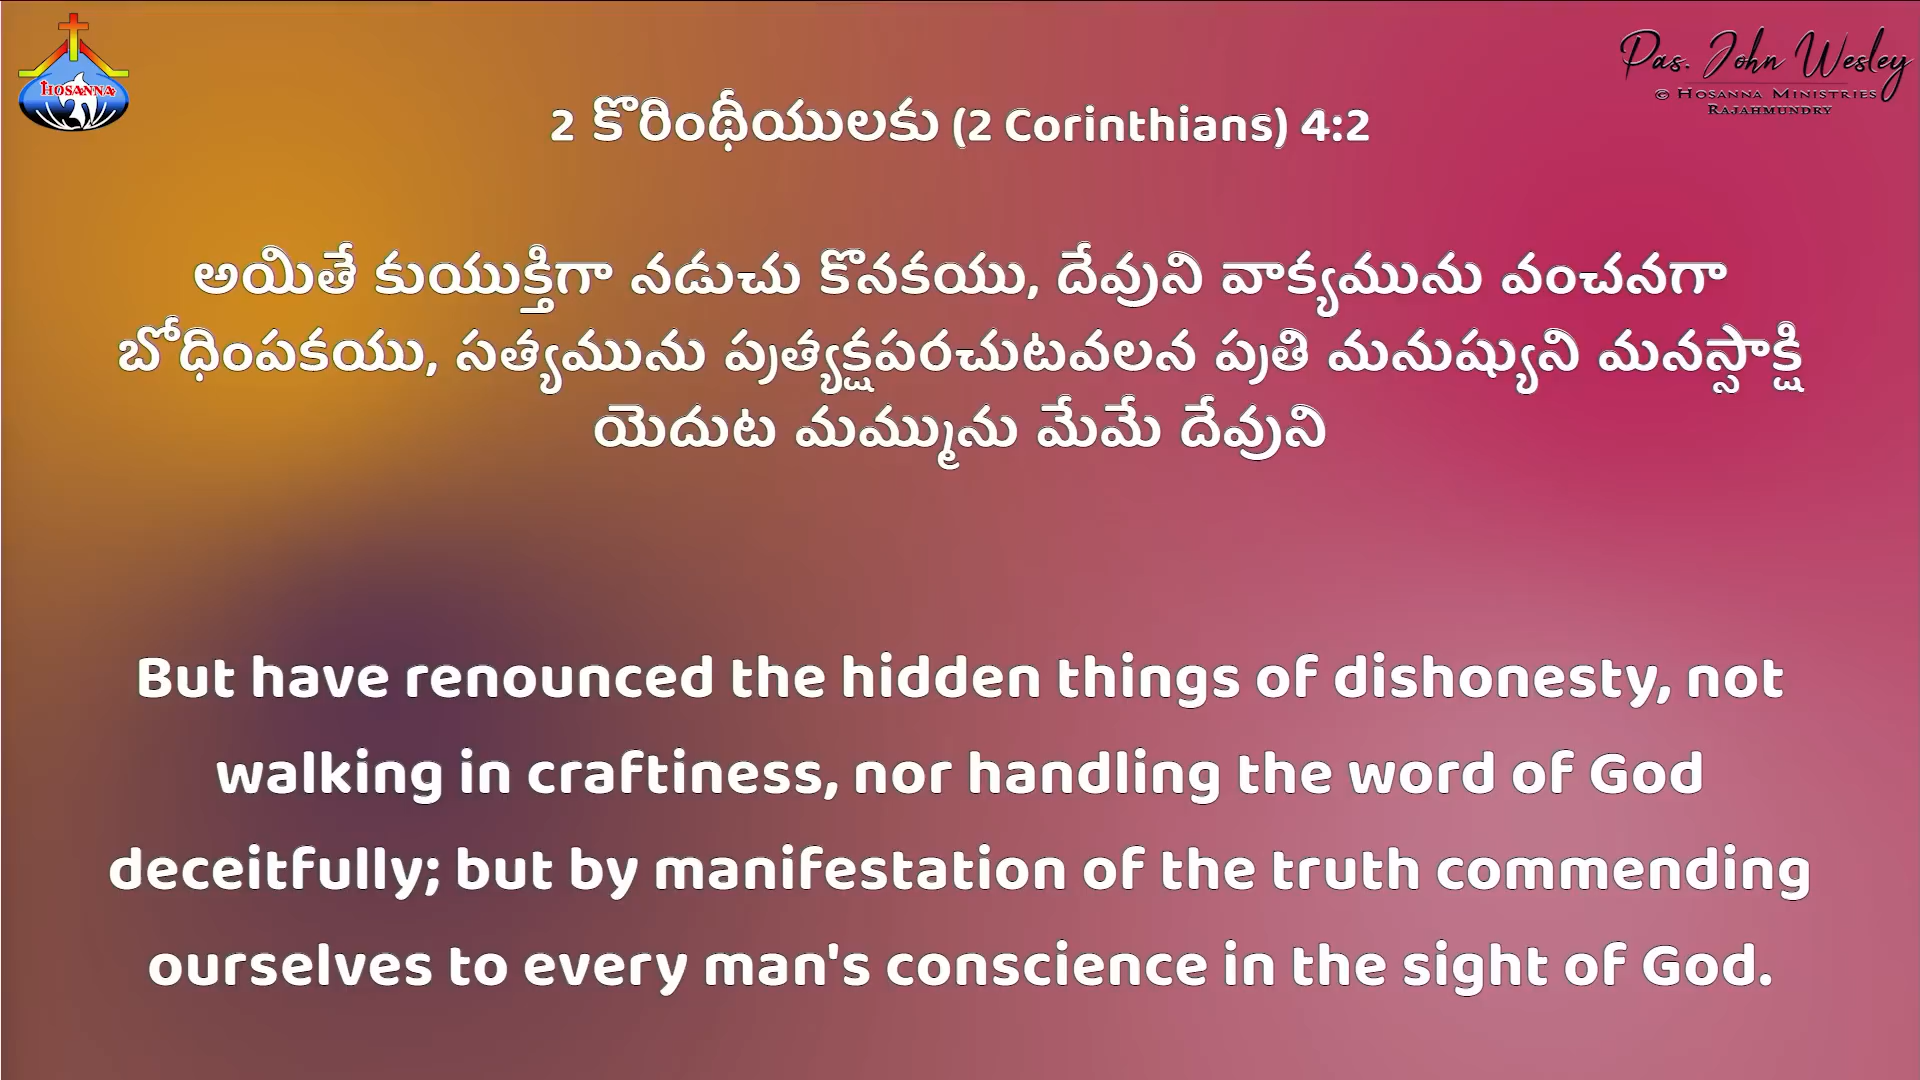 HOSANNA
Pas. John Wesley
© HOSANNA MINISTRIES
RAJAHMUNDRY
2 కొరింథీయులకు (2 Corinthians) 4:2
అయితే కుయుక్తిగా నడుచు కొనకయు, దేవుని వాక్యమును వంచనగా
బోధింపకయు, సత్యమును ప్రత్యక్షపరచుటవలన ప్రతి మనుష్యుని మనస్సాక్షి
యెదుట మమ్మును మేమే దేవుని
But have renounced the hidden things of dishonesty, not
walking in craftiness, nor handling the word of God
deceitfully; but by manifestation of the truth commending
ourselves to every man's conscience in the sight of God.